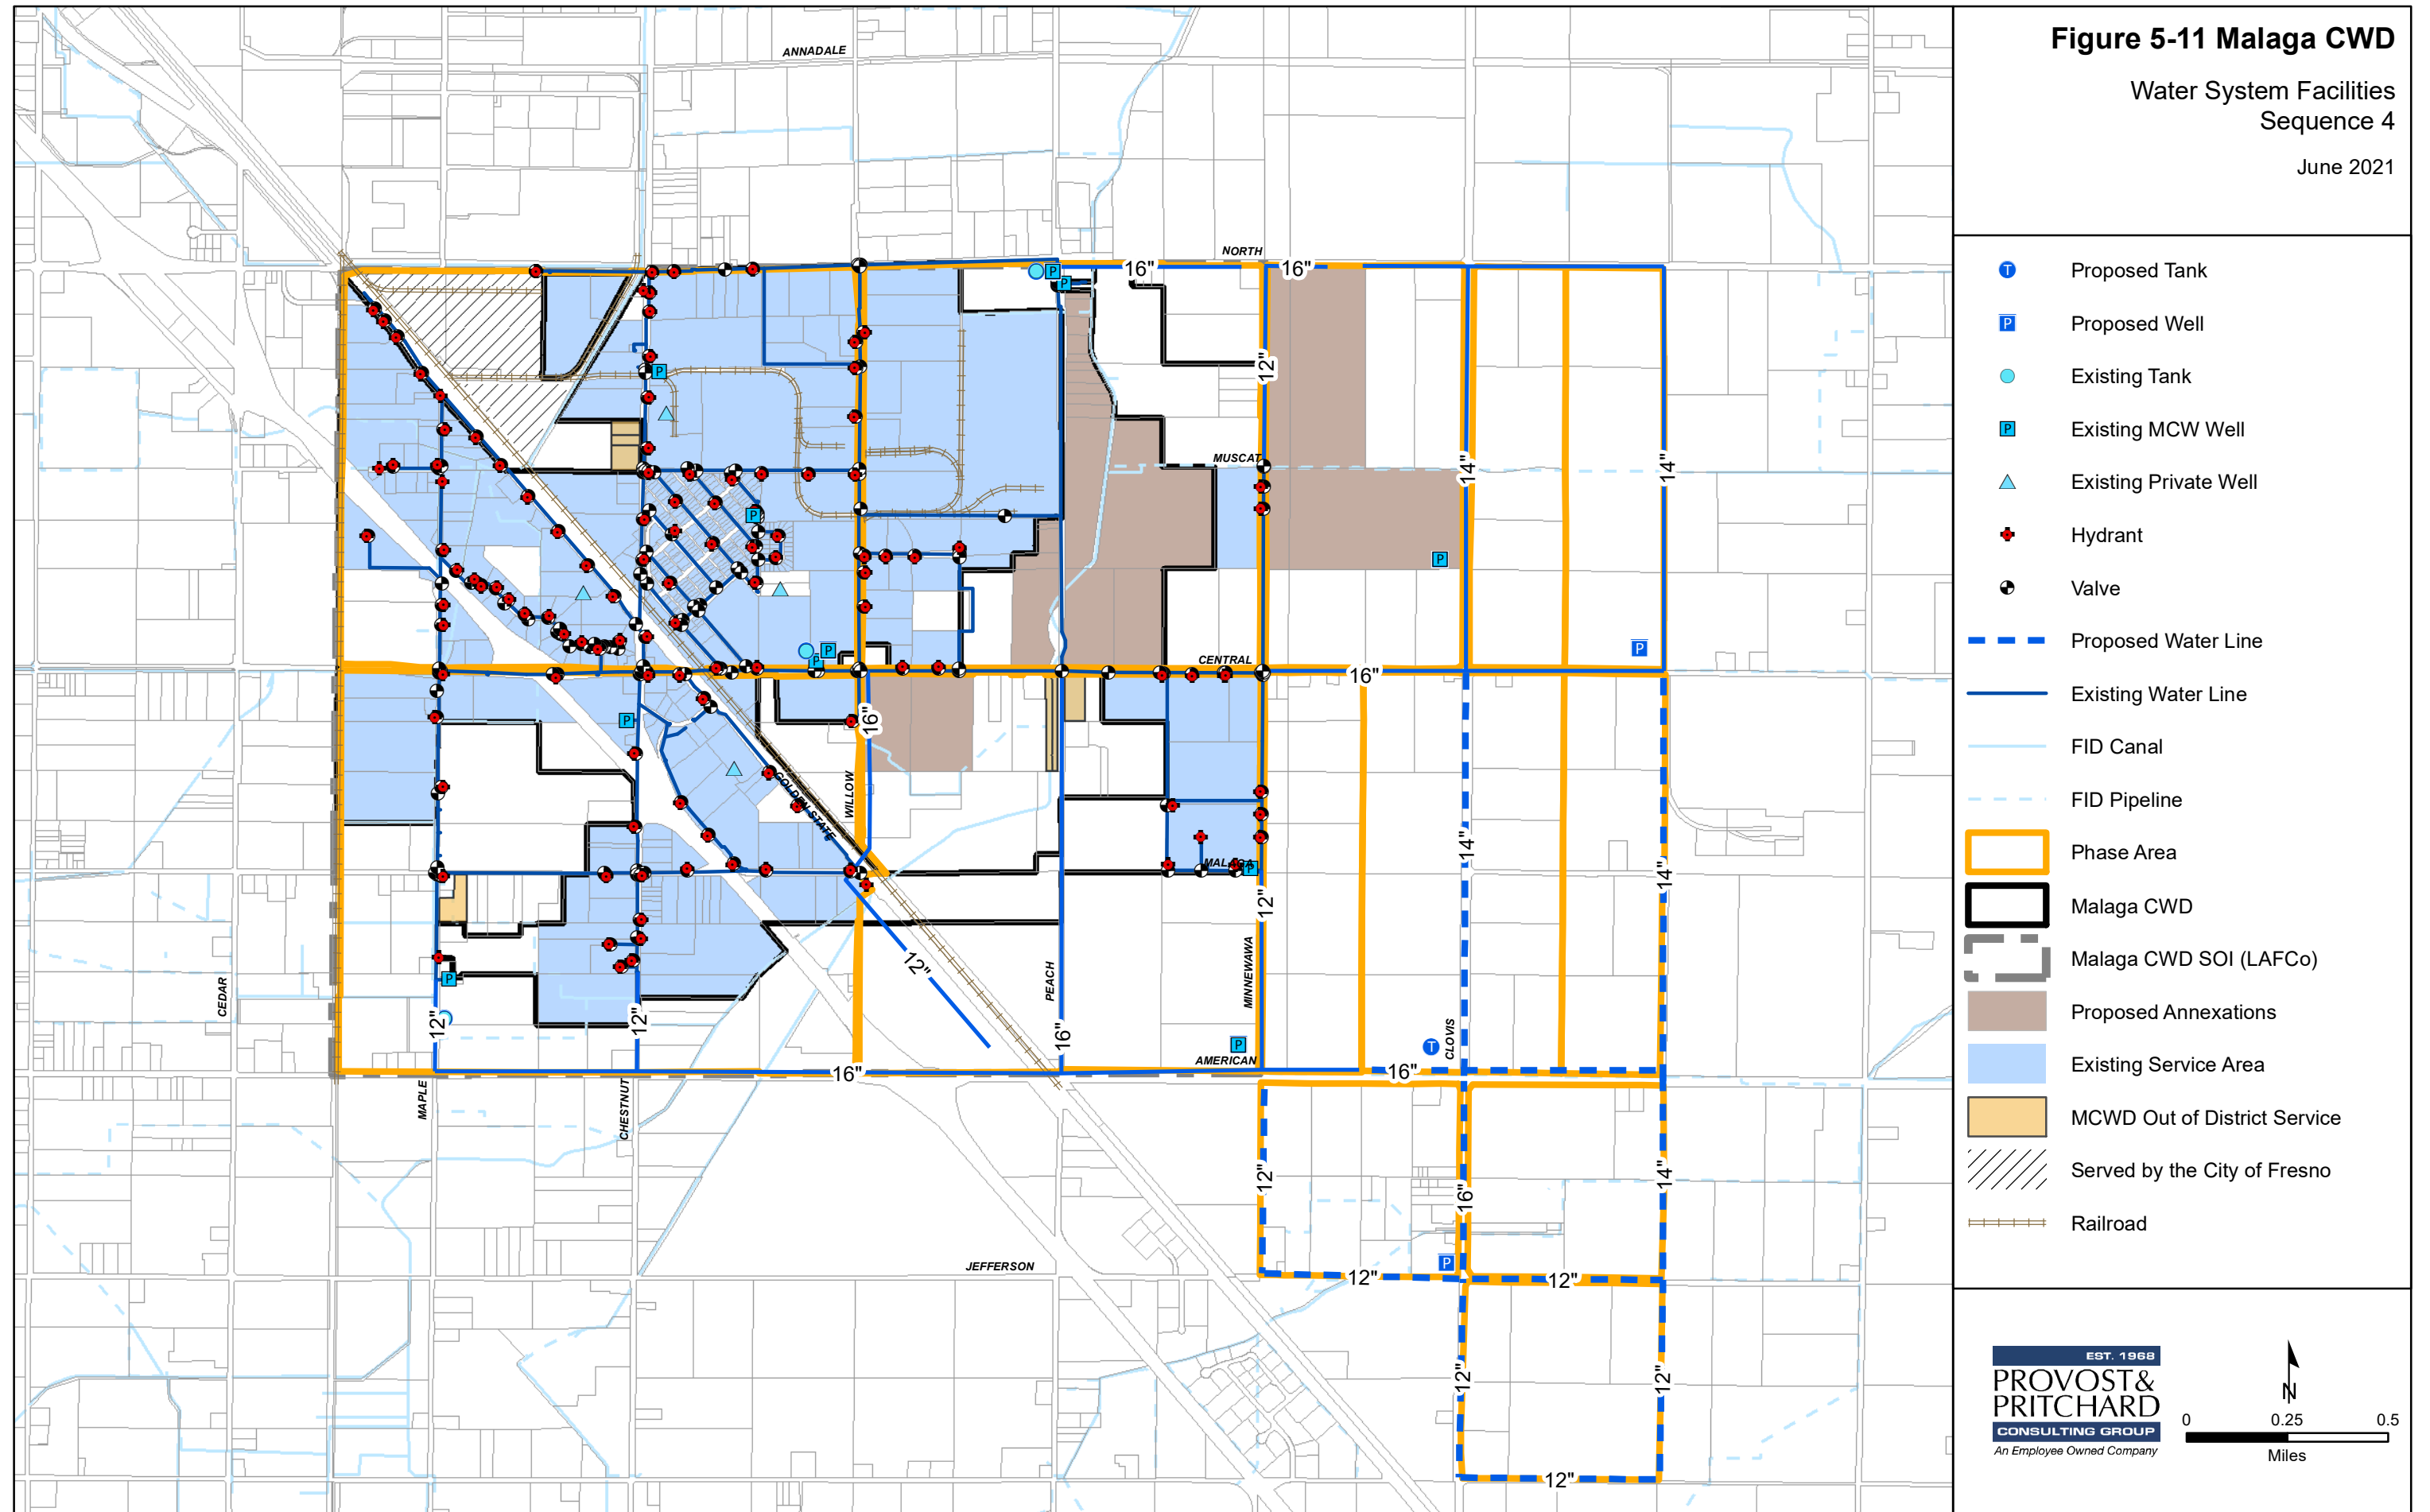 Figure 5-11 Malaga CWD
Water System Facilities
Sequence 4
June 2021
T Proposed Tank
P Proposed Well
Existing Tank
P Existing MCW Well
Existing Private Well
Hydrant
Valve
Proposed Water Line
Existing Water Line
FID Canal
FID Pipeline
Phase Area
Malaga CWD
Malaga CWD SOI (LAFCo)
Proposed Annexations
Existing Service Area
MCWD Out of District Service
Served by the City of Fresno
Railroad
EST. 1968
PROVOST&
PRITCHARD
CONSULTING GROUP
An Employee Owned Company
N
0 0.25 0.5
Miles
ANNADALE
NORTH
16" 16"
P
P
12"
P
MUSCAT
14" 14"
P
P
P
P
P
CENTRAL
16"
P
16"
GOLDEN STATE
WILLOW
14"
MALAGA
P
14"
12"
12"
CEDAR
PEACH
MINNEWAWA
P
12"
12"
16"
CLOVIS
T
P
AMERICAN
16"
16"
MAPLE
CHESTNUT
12"
16"
14"
JEFFERSON
P
12"
12"
12"
12"
12"